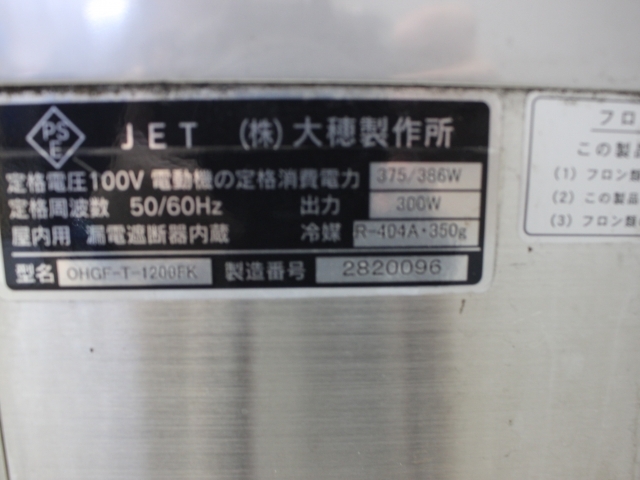 PSE JET (株)大穂製作所
定格電圧100V 電動機の定格消費電力 375/386W
定格周波数 50/60Hz 出力 300W
屋内用 漏電遮断器内蔵 冷媒 R-404A・350g
型名 OHGF-T-1200FK 製造番号 2820096
フロ
この製品
(1) フロン類
(2) この製品
(3) フロン類